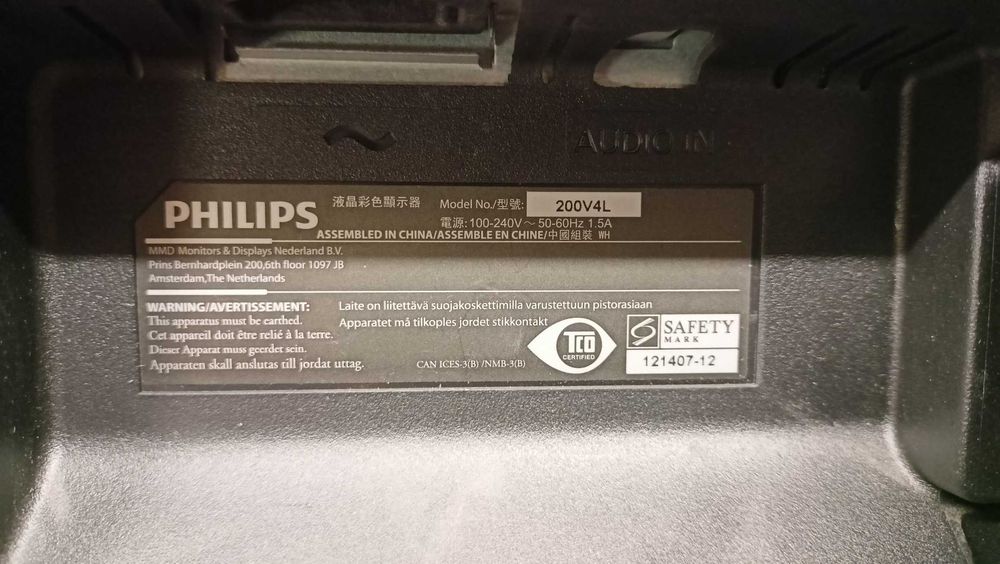 AUDIO IN
PHILIPS
液晶彩色顯示器
Model No./型號: 200V4L
電源: 100-240V ~ 50-60Hz 1.5A
ASSEMBLED IN CHINA/ASSEMBLE EN CHINE/中國組裝 WH
MMD Monitors & Displays Nederland B.V.
Prins Bernhardplein 200,6th floor 1097 JB
Amsterdam,The Netherlands
WARNING/AVERTISSEMENT:
This apparatus must be earthed.
Cet appareil doit être relié à la terre.
Dieser Apparat muss geerdet sein.
Apparaten skall anslutas till jordat uttag.
Laite on liitettävä suojakoskettimilla varustettuun pistorasiaan
Apparatet må tilkoples jordet stikkontakt
CAN ICES-3(B) /NMB-3(B)
TCO
CERTIFIED
SAFETY
MARK
121407-12